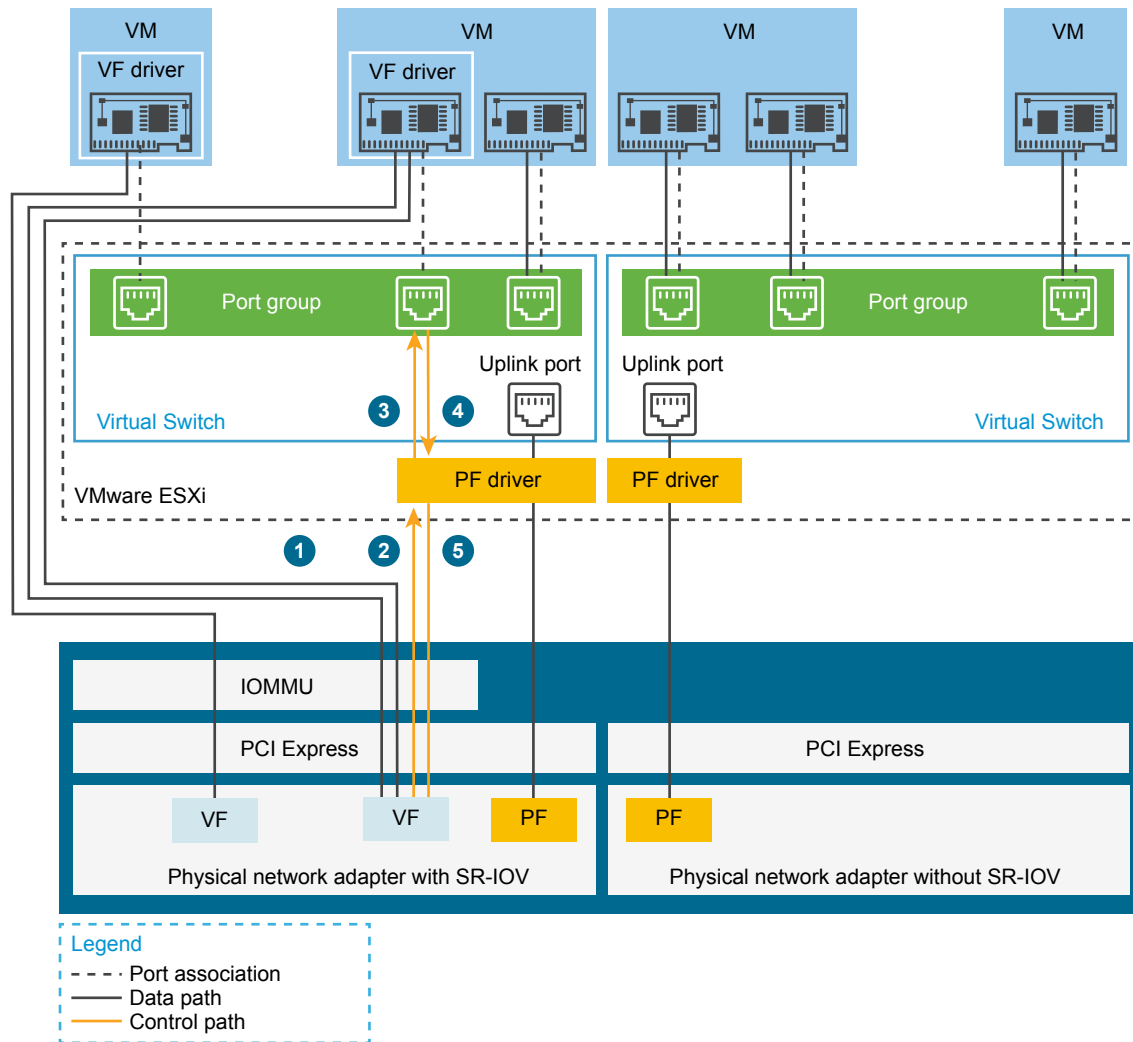 VM
VM
VM
VM
VF driver
VF driver
Port group
Port group
Uplink port
Uplink port
3
4
Virtual Switch
Virtual Switch
PF driver
PF driver
VMware ESXi
1
2
5
IOMMU
PCI Express
PCI Express
VF
VF
PF
PF
Physical network adapter with SR-IOV
Physical network adapter without SR-IOV
Legend
Port association
Data path
Control path